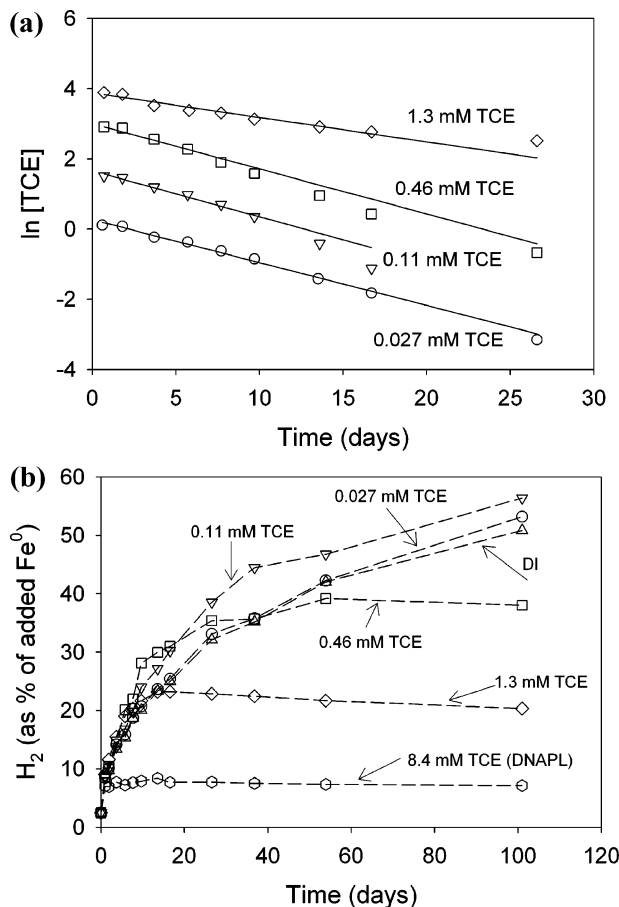 (a)
6
4
2
0
-2
-4
ln [TCE]
1.3 mM TCE
0.46 mM TCE
0.11 mM TCE
0.027 mM TCE
0 5 10 15 20 25 30
Time (days)
(b)
60
50
40
30
20
10
0
H₂ (as % of added Fe⁰)
0.027 mM TCE
0.11 mM TCE
DI
0.46 mM TCE
1.3 mM TCE
8.4 mM TCE (DNAPL)
0 20 40 60 80 100 120
Time (days)